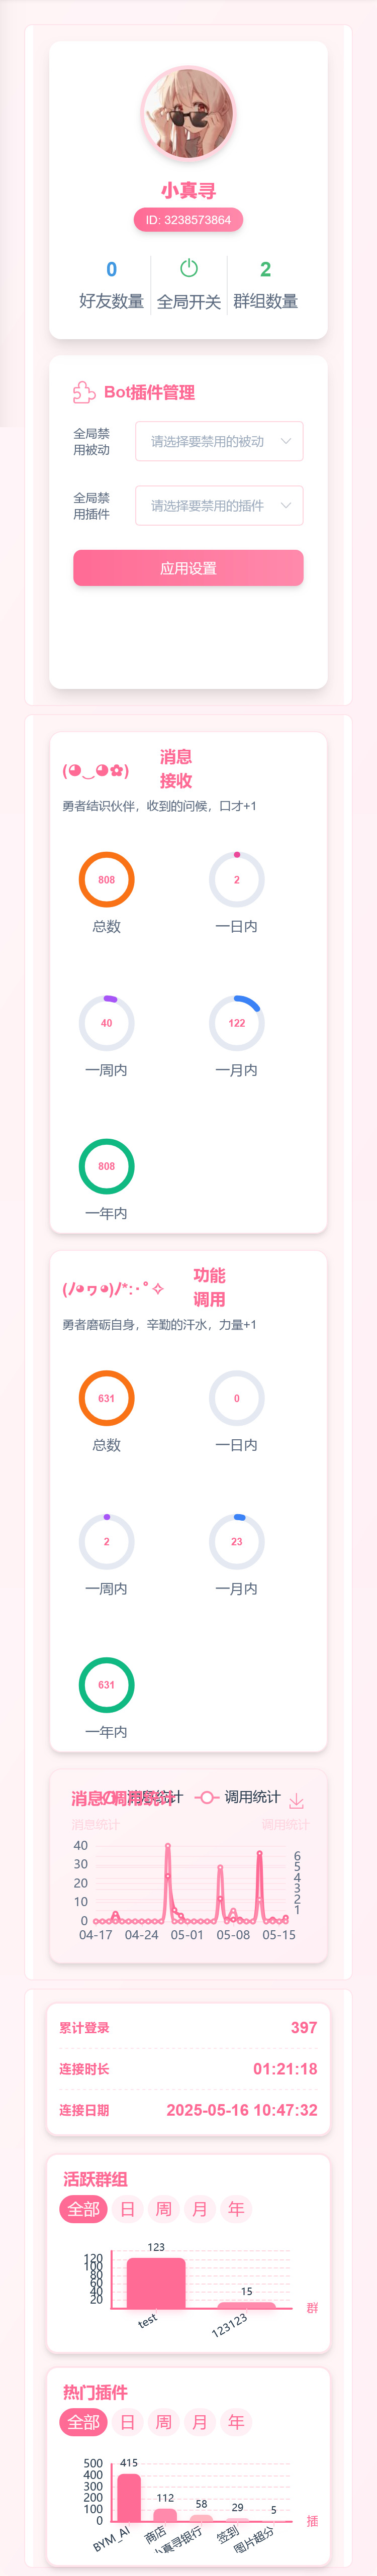 小真寻
ID: 3238573864
0
2
好友数量
全局开关
群组数量
Bot插件管理
全局禁用被动
请选择要禁用的被动
全局禁用插件
请选择要禁用的插件
应用设置
(◕‿◕✿)
消息接收
勇者结识伙伴，收到的问候，口才+1
808
总数
2
一日内
40
一周内
122
一月内
808
一年内
(ﾉ◕ヮ◕)ﾉ*:･ﾟ✧
功能调用
勇者磨砺自身，辛勤的汗水，力量+1
631
总数
0
一日内
2
一周内
23
一月内
631
一年内
消息/调用统计
消息统计
调用统计
消息统计
调用统计
40
30
20
10
0
6
5
4
3
2
1
04-17
04-24
05-01
05-08
05-15
累计登录
397
连接时长
01:21:18
连接日期
2025-05-16 10:47:32
活跃群组
全部
日
周
月
年
120
100
80
60
40
20
123
15
test
123123
群
热门插件
全部
日
周
月
年
500
400
300
200
100
0
415
112
58
29
5
BYM_AI
商店
小真寻银行
签到
图片超分
插